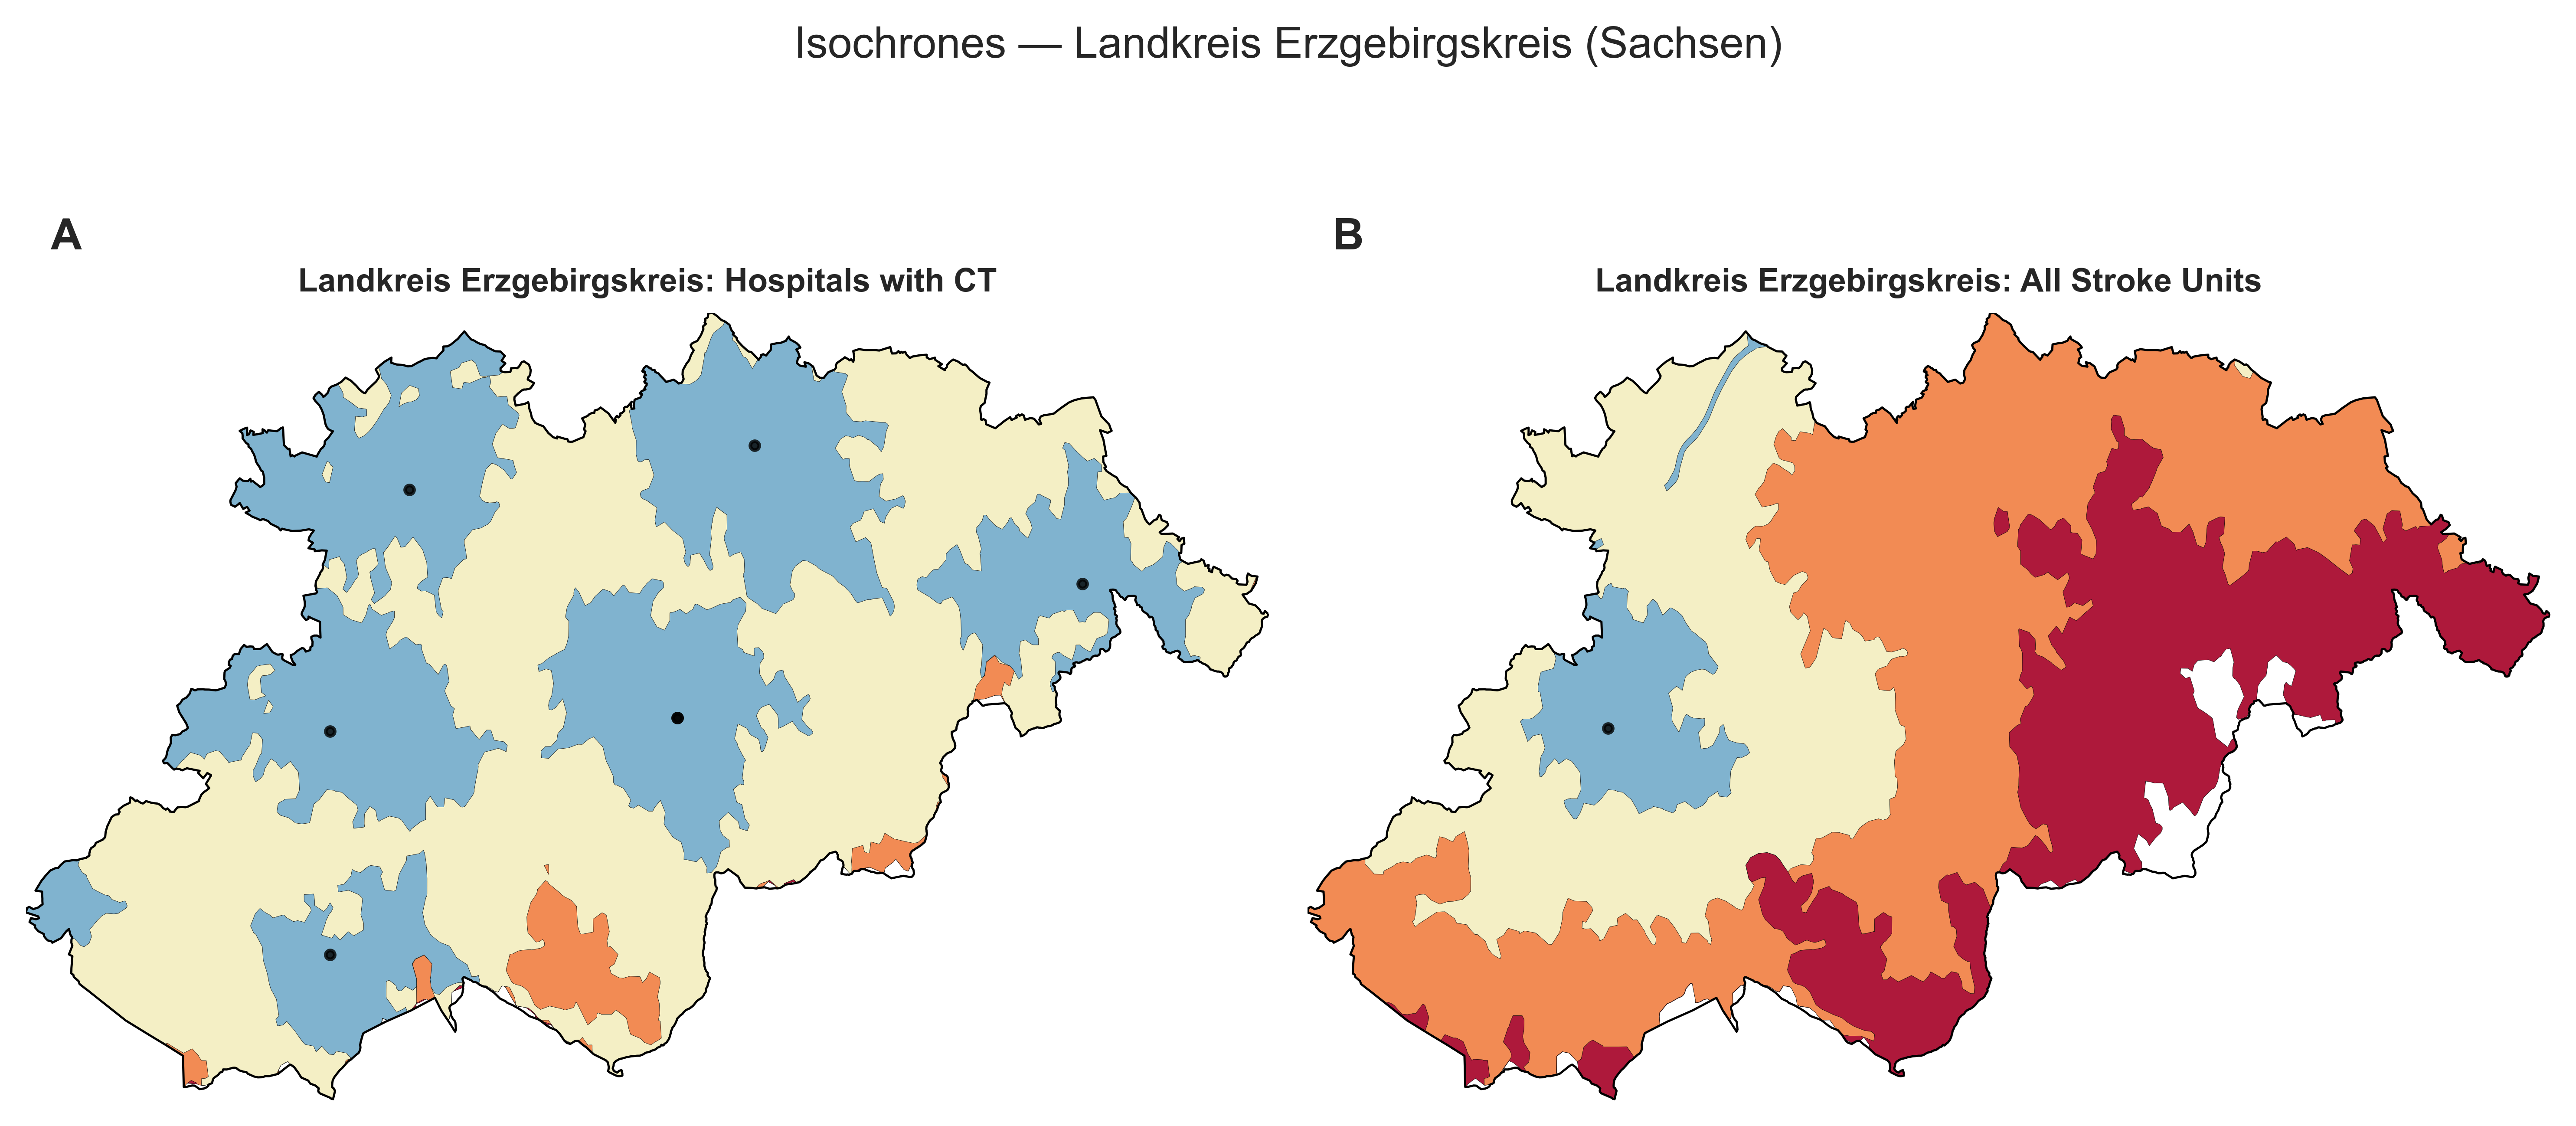 Isochrones — Landkreis Erzgebirgskreis (Sachsen)
A
Landkreis Erzgebirgskreis: Hospitals with CT
B
Landkreis Erzgebirgskreis: All Stroke Units